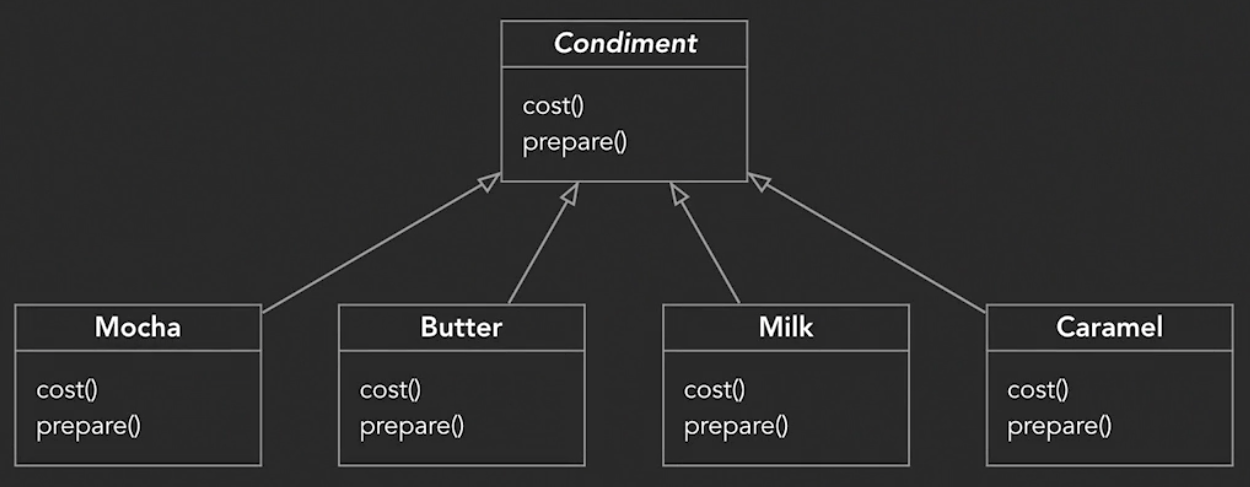 Condiment
cost()
prepare()
Mocha
cost()
prepare()
Butter
cost()
prepare()
Milk
cost()
prepare()
Caramel
cost()
prepare()